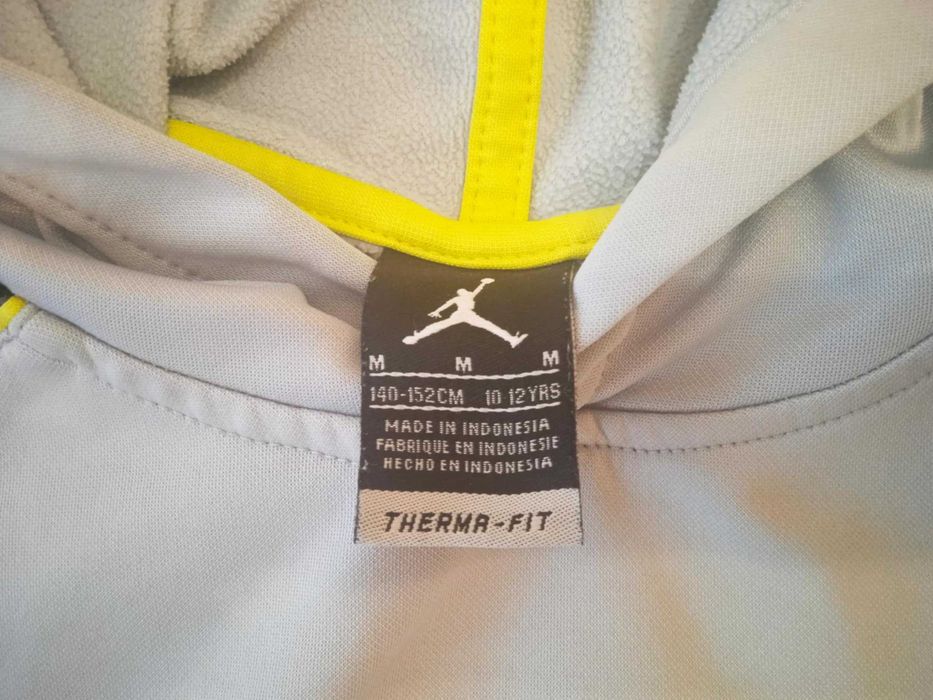 M M M
140-152CM 10 12YRS
MADE IN INDONESIA
FABRIQUE EN INDONESIE
HECHO EN INDONESIA
THERMA-FIT